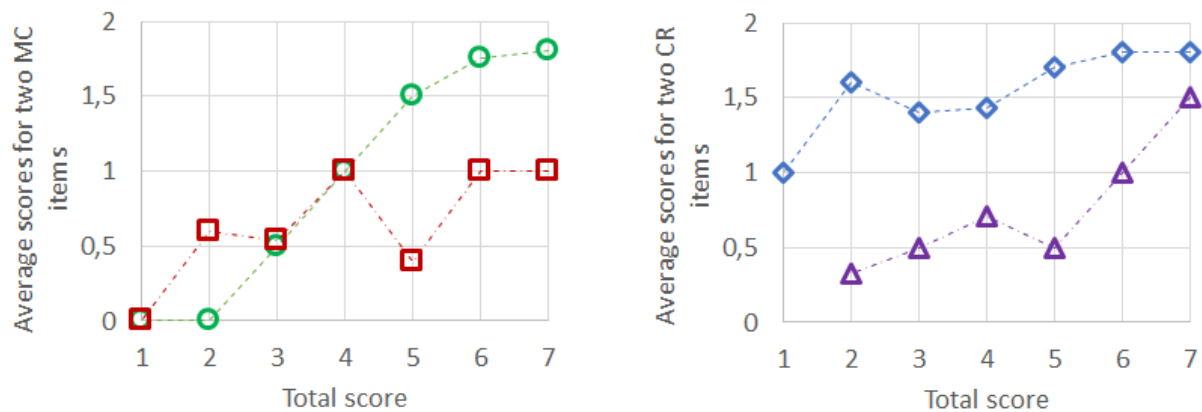 Average scores for two MC
items
2
1,5
1
0,5
0
1 2 3 4 5 6 7
Total score
Average scores for two CR
items
2
1,5
1
0,5
0
1 2 3 4 5 6 7
Total score